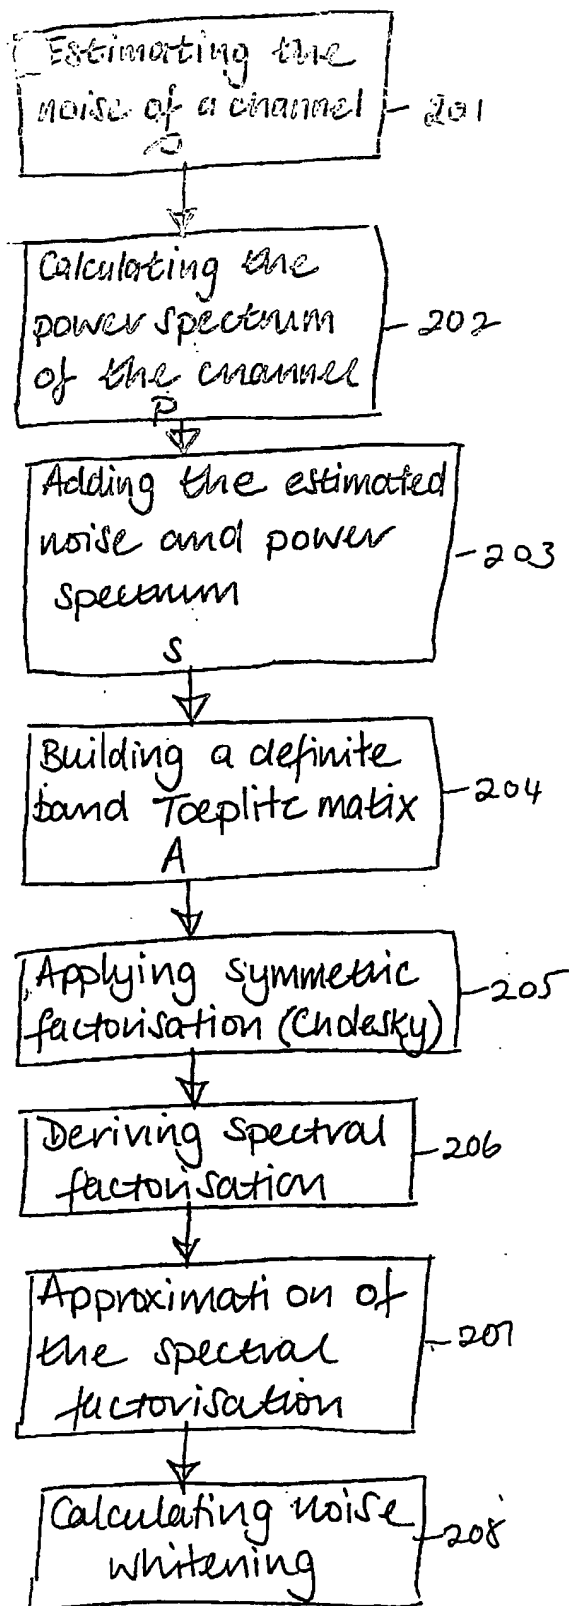 Estimating the
noise of a channel
σ
201
Calculating the
power spectrum
of the channel
P
202
Adding the estimated
noise and power
spectrum
S
203
Building a definite
band Toeplitc matix
A
204
Applying symmetric
factorisation (Cholesky)
205
Deriving spectral
factorisation
206
Approximation of
the spectral
factorisation
207
Calculating noise
whitening
208